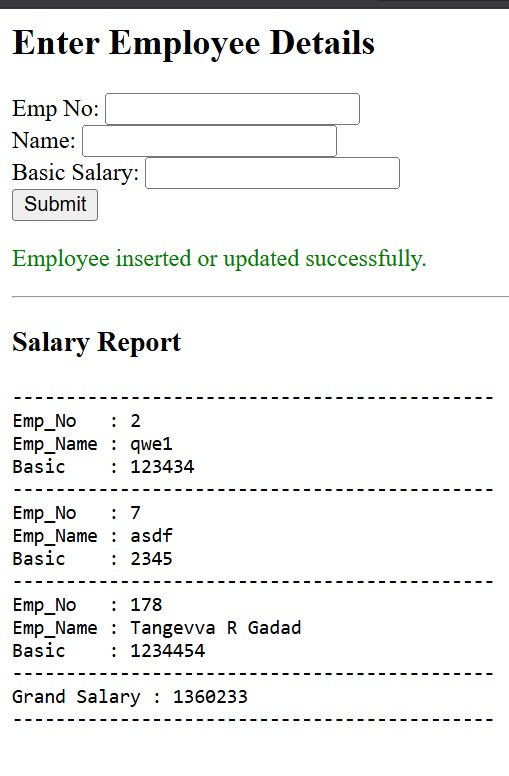 Enter Employee Details
Emp No:
Name:
Basic Salary:
Submit
Employee inserted or updated successfully.
Salary Report
---------------------------------------------
Emp_No   : 2
Emp_Name : qwe1
Basic    : 123434
---------------------------------------------
Emp_No   : 7
Emp_Name : asdf
Basic    : 2345
---------------------------------------------
Emp_No   : 178
Emp_Name : Tangevva R Gadad
Basic    : 1234454
---------------------------------------------
Grand Salary : 1360233
---------------------------------------------